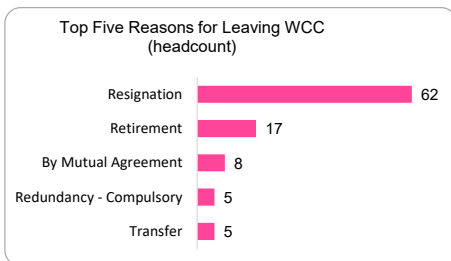 Top Five Reasons for Leaving WCC
(headcount)
Resignation 62
Retirement 17
By Mutual Agreement 8
Redundancy - Compulsory 5
Transfer 5